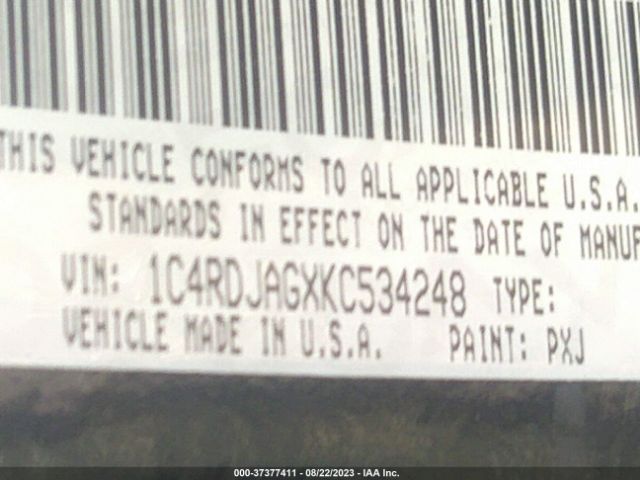 THIS VEHICLE CONFORMS TO ALL APPLICABLE U.S.A.
STANDARDS IN EFFECT ON THE DATE OF MANUF
VIN: 1C4RDJAGXKC534248 TYPE:
VEHICLE MADE IN U.S.A. PAINT: PXJ
000-37377411 - 08/22/2023 - IAA Inc.